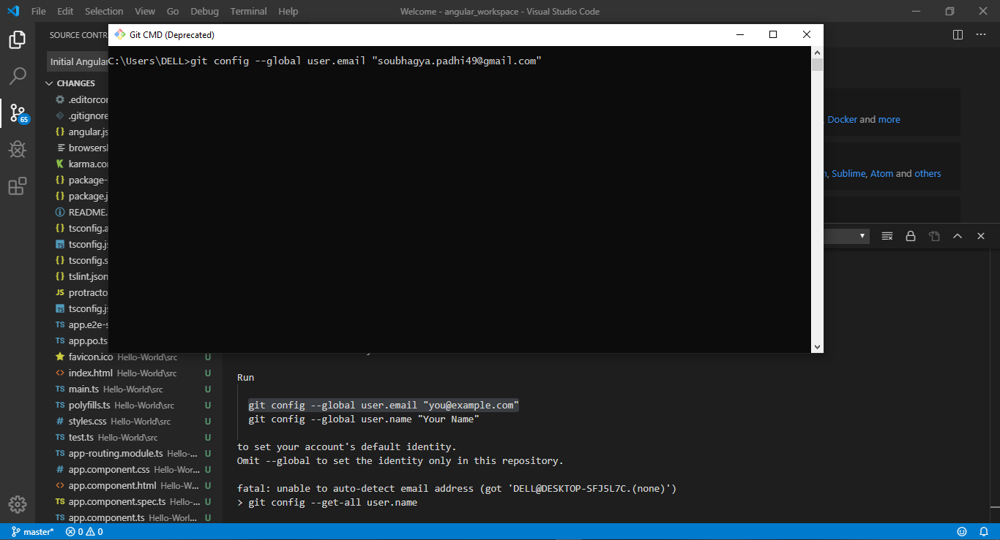 File Edit Selection View Go Debug Terminal Help
Welcome - angular_workspace - Visual Studio Code
SOURCE CONTR
Git CMD (Deprecated)
Initial Angular
C:\Users\DELL>git config --global user.email "soubhagya.padhi49@gmail.com"
CHANGES
.editorcon
.gitignore
angular.js
browsersl
karma.con
package-
package.j
README.
tsconfig.a
tsconfig.js
tsconfig.s
tslint.json
protracto
tsconfig.js
app.e2e-s
app.po.ts
65
, Docker and more
, Sublime, Atom and others
favicon.ico Hello-World\src U
index.html Hello-World\src U
TS main.ts Hello-World\src U
TS polyfills.ts Hello-World\src U
# styles.css Hello-World\src U
TS test.ts Hello-World\src U
TS app-routing.module.ts Hello-... U
# app.component.css Hello-Wor... U
app.component.html Hello-W... U
TS app.component.spec.ts Hello-... U
TS app.component.ts Hello-Worl... U
Run
git config --global user.email "you@example.com"
git config --global user.name "Your Name"
to set your account's default identity.
Omit --global to set the identity only in this repository.
fatal: unable to auto-detect email address (got 'DELL@DESKTOP-SFJ5L7C.(none)')
> git config --get-all user.name
master* 0 0